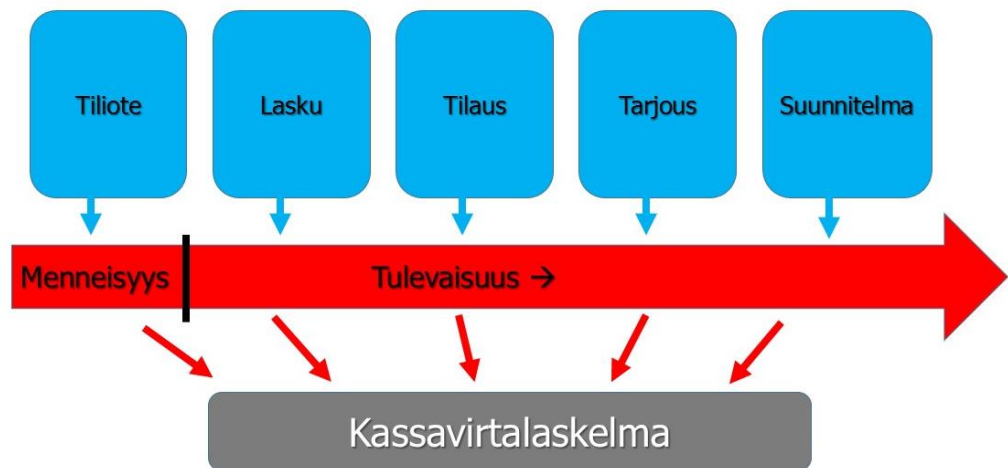 Tiliote
Lasku
Tilaus
Tarjous
Suunnitelma
Menneisyys
Tulevaisuus →
Kassavirtalaskelma